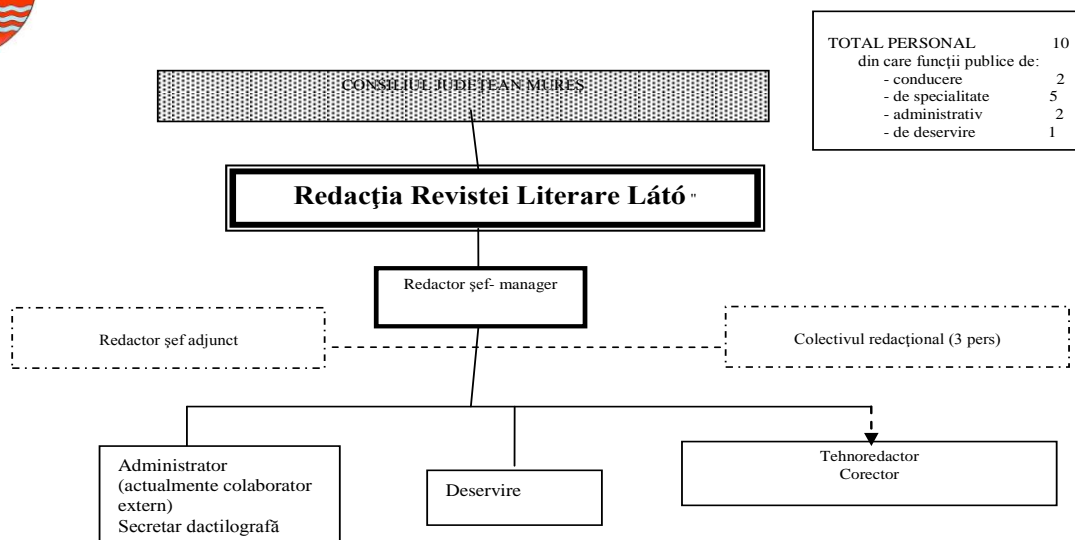 TOTAL PERSONAL 10
din care funcţii publice de:
- conducere 2
- de specialitate 5
- administrativ 2
- de deservire 1
CONSILIUL JUDEŢEAN MUREŞ
Redacţia Revistei Literare Látó "
Redactor şef- manager
Redactor şef adjunct
Colectivul redacţional (3 pers)
Administrator
(actualmente colaborator
extern)
Secretar dactilografă
Deservire
Tehnoredactor
Corector